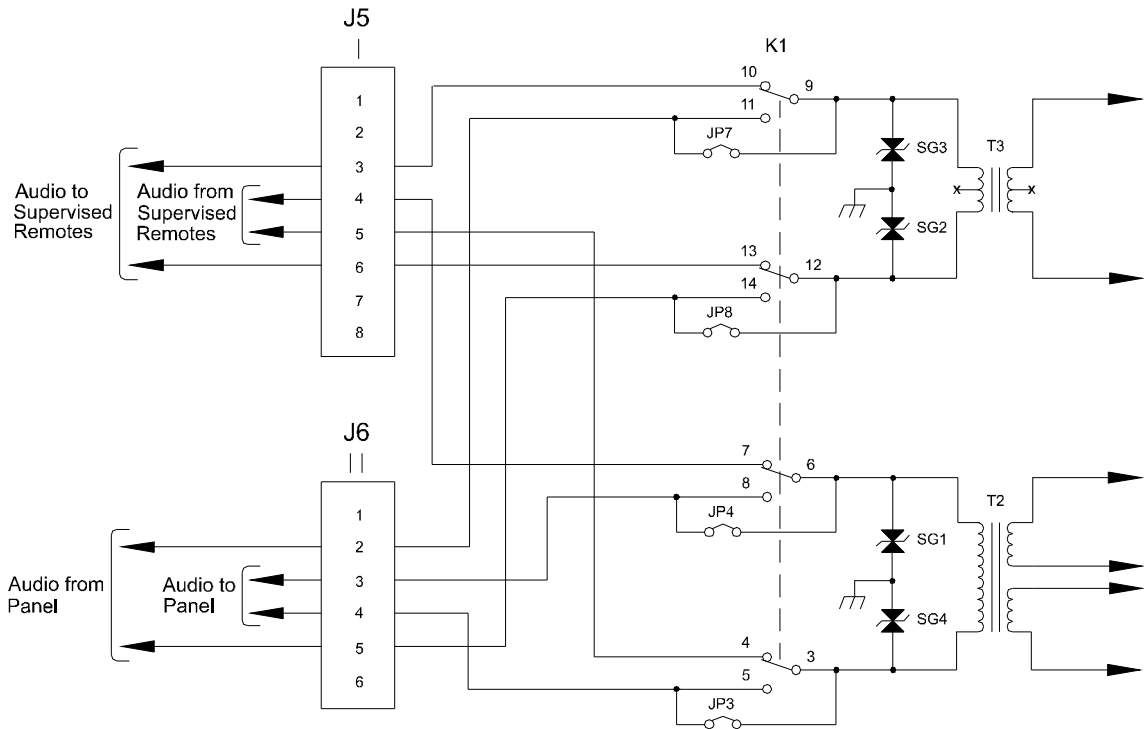 J5
K1
1
2
3
4
5
6
7
8
Audio to
Supervised
Remotes
Audio from
Supervised
Remotes
10
9
11
JP7
SG3
T3
x
x
SG2
13
12
14
JP8
J6
1
2
3
4
5
6
Audio from
Panel
Audio to
Panel
7
6
8
JP4
T2
SG1
SG4
4
3
5
JP3